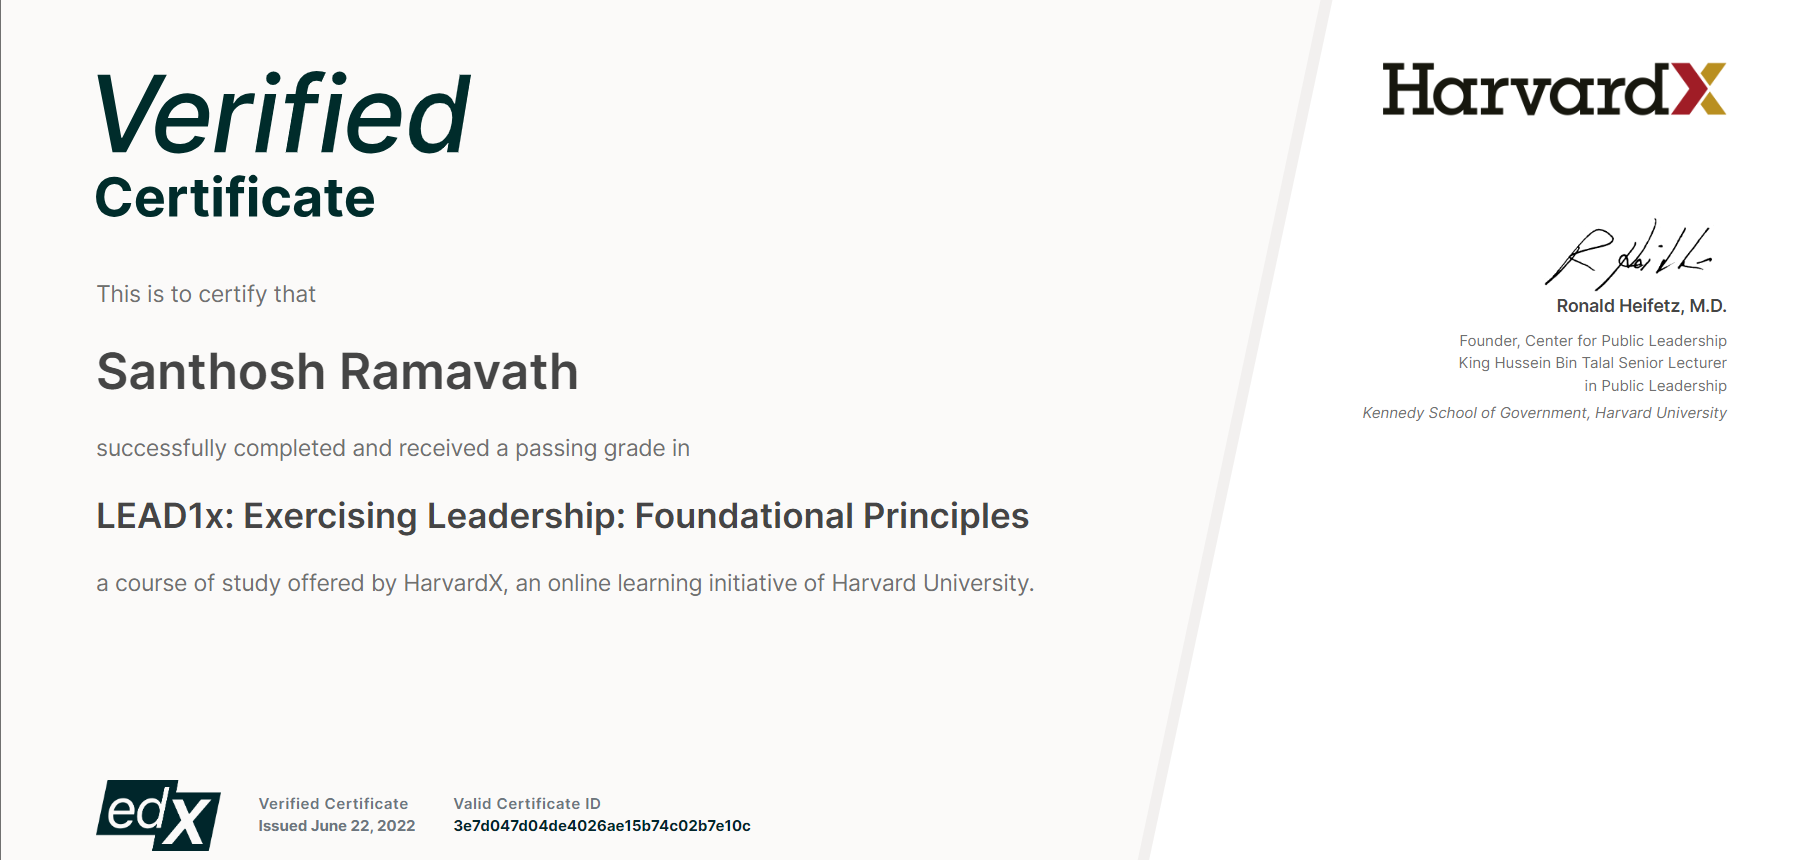 Verified
Certificate
This is to certify that
Santhosh Ramavath
successfully completed and received a passing grade in
LEAD1x: Exercising Leadership: Foundational Principles
a course of study offered by HarvardX, an online learning initiative of Harvard University.
edX
Verified Certificate
Issued June 22, 2022
Valid Certificate ID
3e7d047d04de4026ae15b74c02b7e10c
HarvardX
Ronald Heifetz, M.D.
Founder, Center for Public Leadership
King Hussein Bin Talal Senior Lecturer
in Public Leadership
Kennedy School of Government, Harvard University